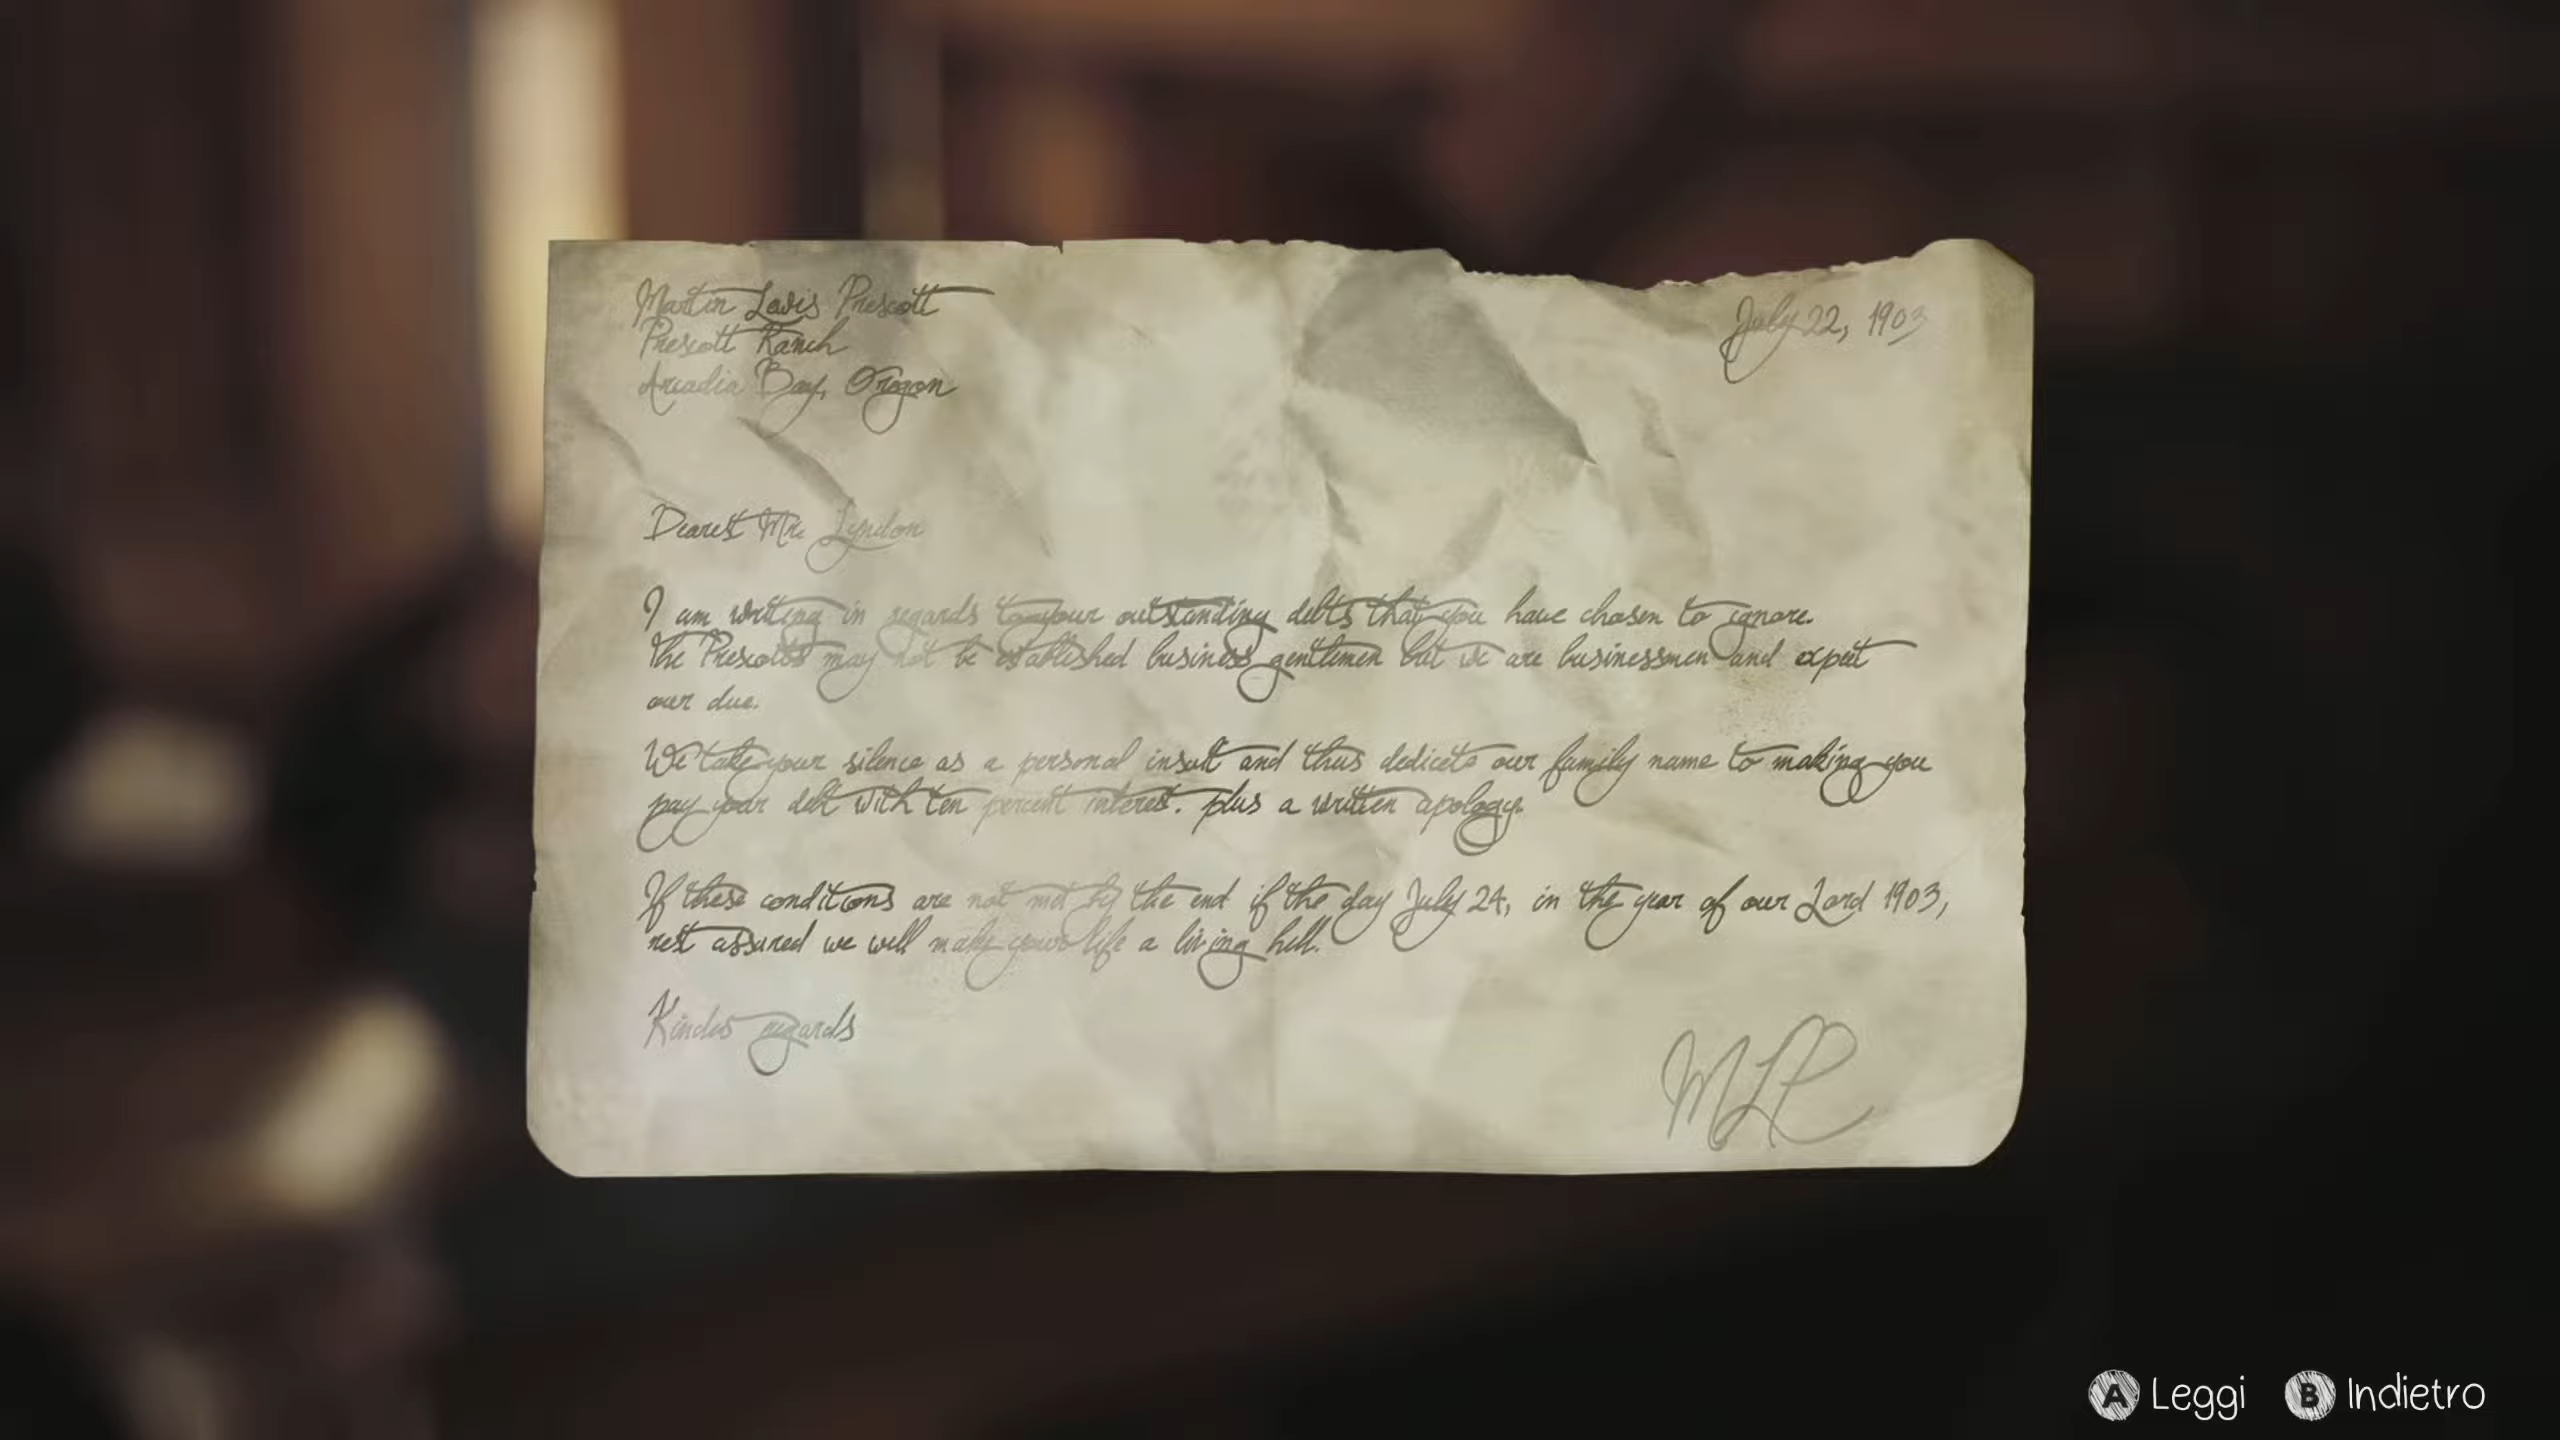 Martin Lewis Prescott
Prescott Ranch
Arcadia Bay, Oregon
July 22, 1903
Dearest Mr. Lyndon
I am writing in regards to your outstanding debts that you have chosen to ignore.
The Prescotts may not be established business gentlemen but we are businessmen and expect
our due.
We take your silence as a personal insult and thus dedicate our family name to making you
pay your debt with ten percent interest. plus a written apology.
If these conditions are not met by the end if the day July 24, in the year of our Lord 1903,
rest assured we will make your life a living hell.
Kindes regards
MLP
A Leggi B Indietro